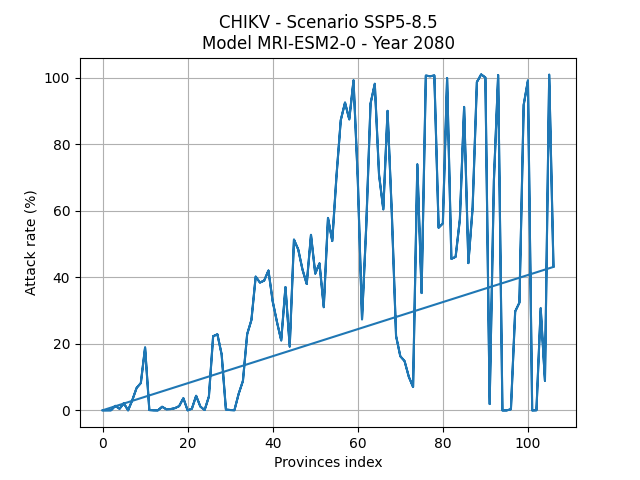 CHIKV - Scenario SSP5-8.5
Model MRI-ESM2-0 - Year 2080
100
80
60
40
20
0
Attack rate (%)
0 20 40 60 80 100
Provinces index